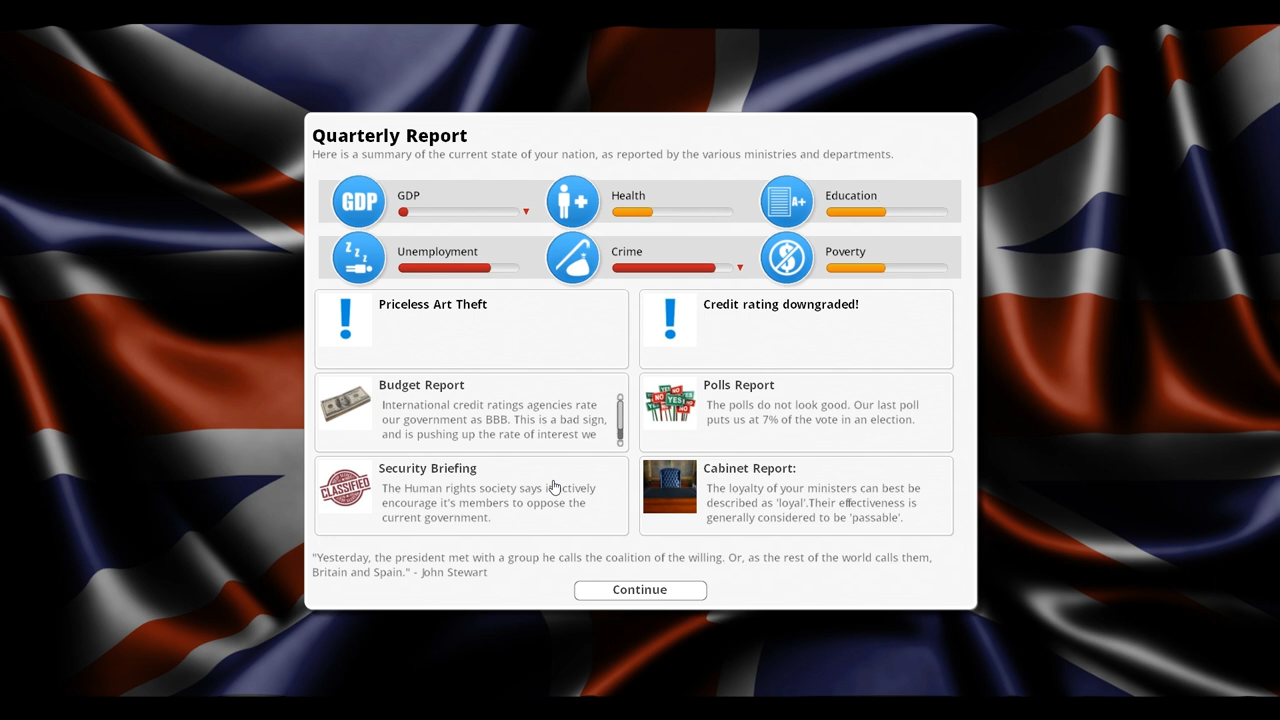 Quarterly Report
Here is a summary of the current state of your nation, as reported by the various ministries and departments.
GDP GDP
Health
A+ Education
z z z Unemployment
Crime
Poverty
Priceless Art Theft
Credit rating downgraded!
Budget Report
International credit ratings agencies rate
our government as BBB. This is a bad sign,
and is pushing up the rate of interest we
Polls Report
The polls do not look good. Our last poll
puts us at 7% of the vote in an election.
YES NO YES NO
CLASSIFIED
Security Briefing
The Human rights society says i ctively
encourage it's members to oppose the
current government.
Cabinet Report:
The loyalty of your ministers can best be
described as 'loyal'.Their effectiveness is
generally considered to be 'passable'.
"Yesterday, the president met with a group he calls the coalition of the willing. Or, as the rest of the world calls them,
Britain and Spain." - John Stewart
Continue